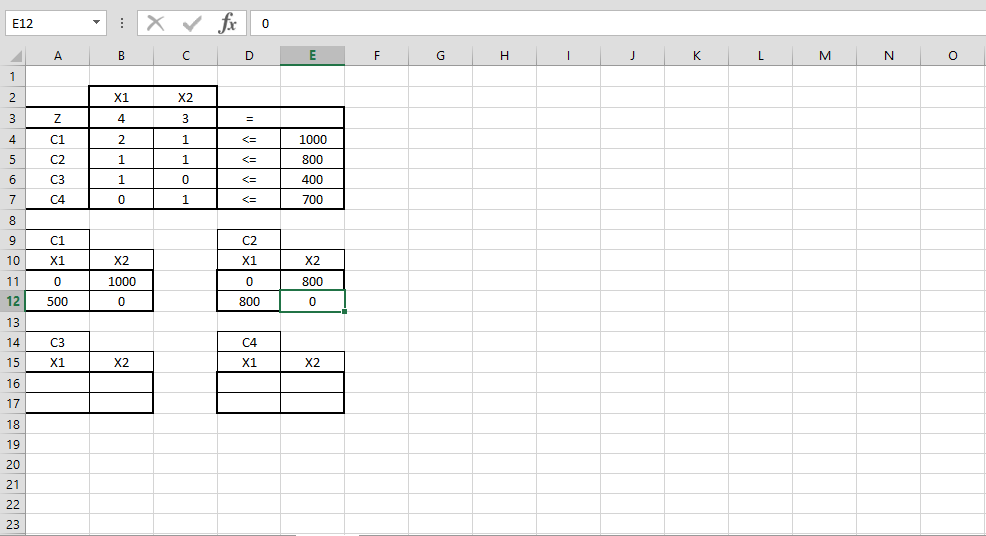 E12 fx 0
A B C D E F G H I J K L M N O
1
2 X1 X2
3 Z 4 3 =
4 C1 2 1 <= 1000
5 C2 1 1 <= 800
6 C3 1 0 <= 400
7 C4 0 1 <= 700
8
9 C1 C2
10 X1 X2 X1 X2
11 0 1000 0 800
12 500 0 800 0
13
14 C3 C4
15 X1 X2 X1 X2
16
17
18
19
20
21
22
23